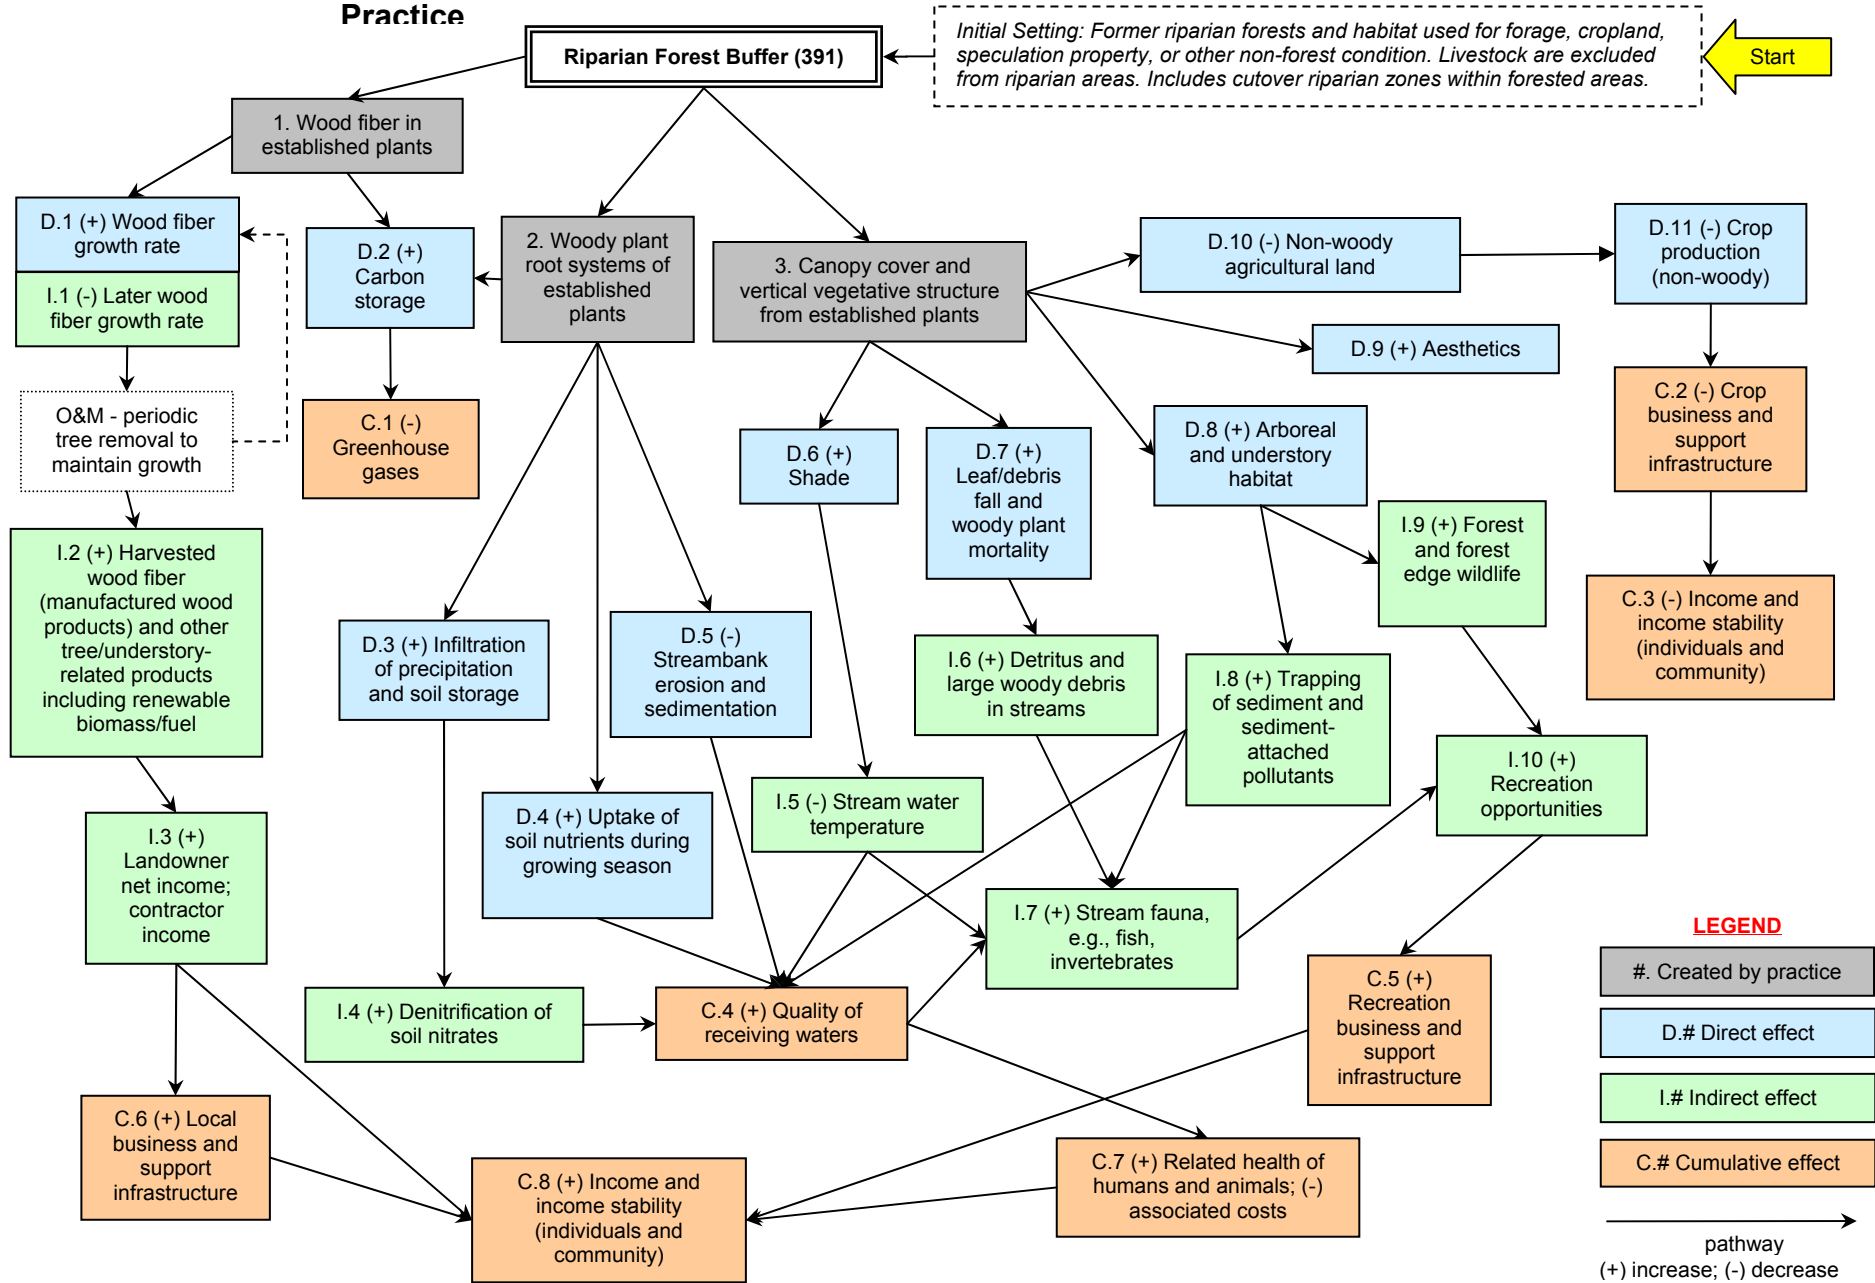 Practice
Riparian Forest Buffer (391)
Initial Setting: Former riparian forests and habitat used for forage, cropland,
speculation property, or other non-forest condition. Livestock are excluded
from riparian areas. Includes cutover riparian zones within forested areas.
Start
1. Wood fiber in
established plants
D.1 (+) Wood fiber
growth rate
I.1 (-) Later wood
fiber growth rate
O&M - periodic
tree removal to
maintain growth
I.2 (+) Harvested
wood fiber
(manufactured wood
products) and other
tree/understory-
related products
including renewable
biomass/fuel
I.3 (+)
Landowner
net income;
contractor
income
C.6 (+) Local
business and
support
infrastructure
D.2 (+)
Carbon
storage
C.1 (-)
Greenhouse
gases
2. Woody plant
root systems of
established
plants
D.3 (+) Infiltration
of precipitation
and soil storage
D.4 (+) Uptake of
soil nutrients during
growing season
D.5 (-)
Streambank
erosion and
sedimentation
I.4 (+) Denitrification of
soil nitrates
C.4 (+) Quality of
receiving waters
3. Canopy cover and
vertical vegetative structure
from established plants
D.6 (+)
Shade
I.5 (-) Stream water
temperature
D.7 (+)
Leaf/debris
fall and
woody plant
mortality
I.6 (+) Detritus and
large woody debris
in streams
I.7 (+) Stream fauna,
e.g., fish,
invertebrates
D.8 (+) Arboreal
and understory
habitat
I.8 (+) Trapping
of sediment and
sediment-
attached
pollutants
I.9 (+) Forest
and forest
edge wildlife
I.10 (+)
Recreation
opportunities
D.9 (+) Aesthetics
D.10 (-) Non-woody
agricultural land
D.11 (-) Crop
production
(non-woody)
C.2 (-) Crop
business and
support
infrastructure
C.3 (-) Income and
income stability
(individuals and
community)
C.5 (+)
Recreation
business and
support
infrastructure
C.7 (+) Related health of
humans and animals; (-)
associated costs
C.8 (+) Income and
income stability
(individuals and
community)
LEGEND
#. Created by practice
D.# Direct effect
I.# Indirect effect
C.# Cumulative effect
pathway
(+) increase; (-) decrease